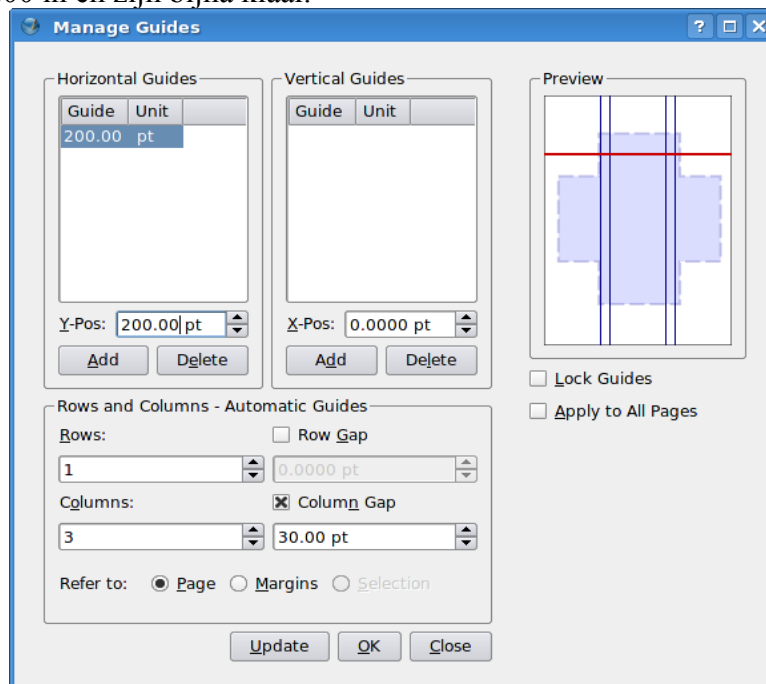 Manage Guides
Horizontal Guides
Guide Unit
200.00 pt
Y-Pos: 200.00 pt
Add Delete
Vertical Guides
Guide Unit
X-Pos: 0.0000 pt
Add Delete
Preview
Lock Guides
Apply to All Pages
Rows and Columns - Automatic Guides
Rows: Row Gap
1 0.0000 pt
Columns: Column Gap
3 30.00 pt
Refer to: Page Margins Selection
Update OK Close